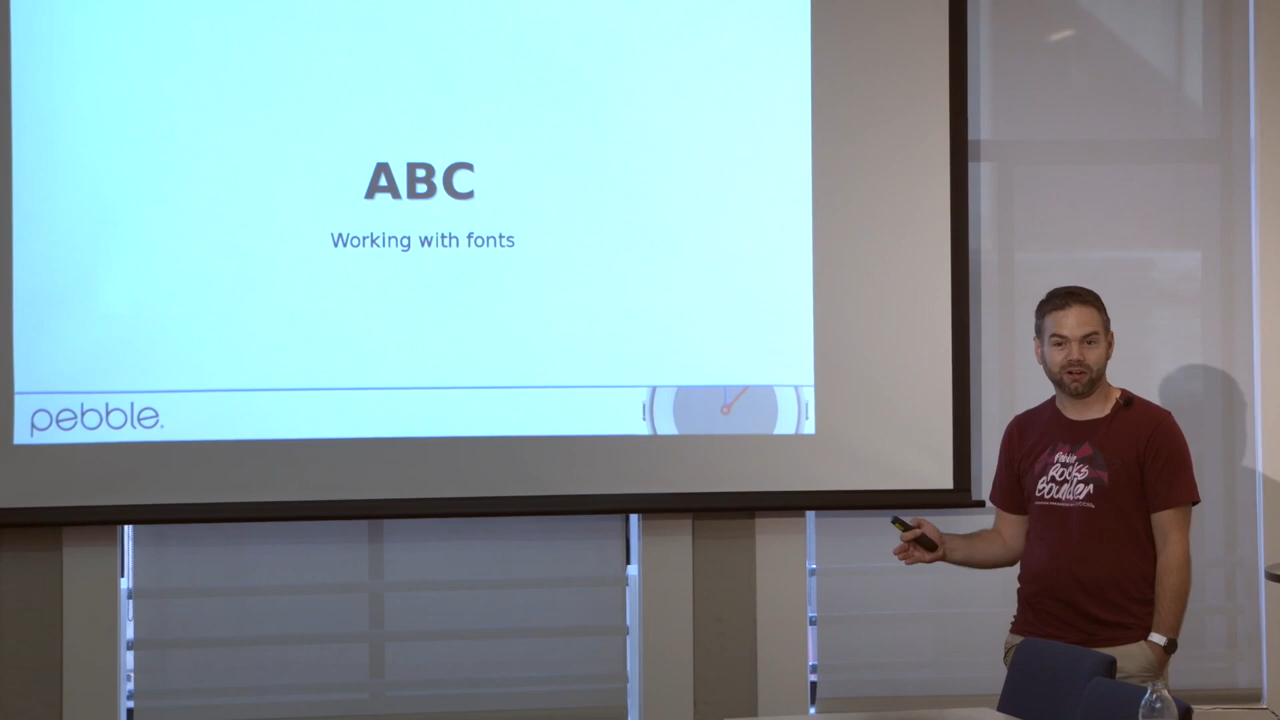 ABC
Working with fonts
pebble.
Pebble
Rocks
Boulder